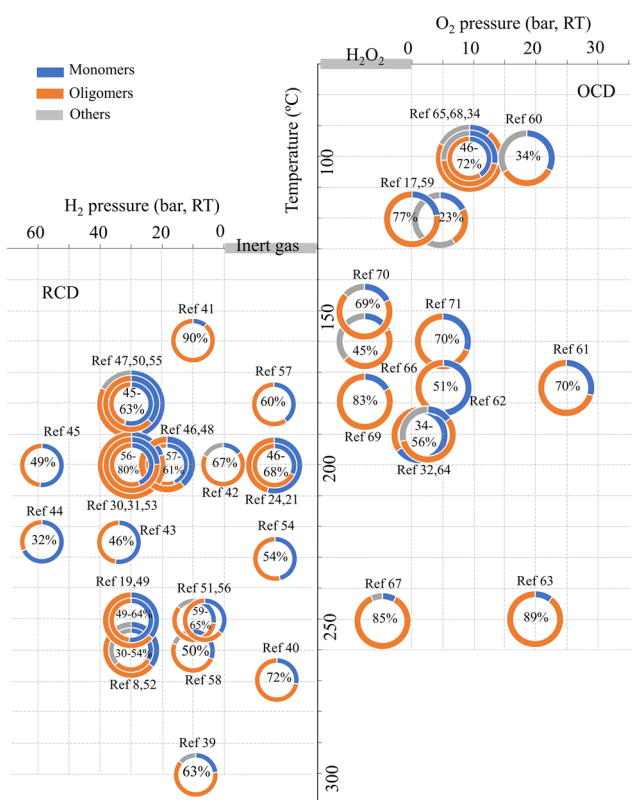 O₂ pressure (bar, RT)
H₂O₂
0
10
20
30
Monomers
Oligomers
Others
OCD
Temperature (ºC)
Ref 65,68,34
Ref 60
46-
72%
34%
100
Ref 17,59
77%
23%
H₂ pressure (bar, RT)
60
40
20
0
Inert gas
RCD
Ref 70
69%
Ref 41
Ref 71
150
90%
45%
70%
Ref 61
Ref 47,50,55
Ref 57
Ref 66
45-
63%
60%
83%
51%
70%
Ref 62
Ref 45
Ref 46,48
Ref 69
34-
56%
49%
56-
80%
57-
61%
67%
46-
68%
200
Ref 32,64
Ref 42
Ref 24,21
Ref 30,31,53
Ref 44
Ref 43
Ref 54
32%
46%
54%
Ref 19,49
Ref 51,56
Ref 67
Ref 63
49-64%
59-
65%
85%
89%
250
30-54%
50%
Ref 40
Ref 8,52
Ref 58
72%
Ref 39
63%
300